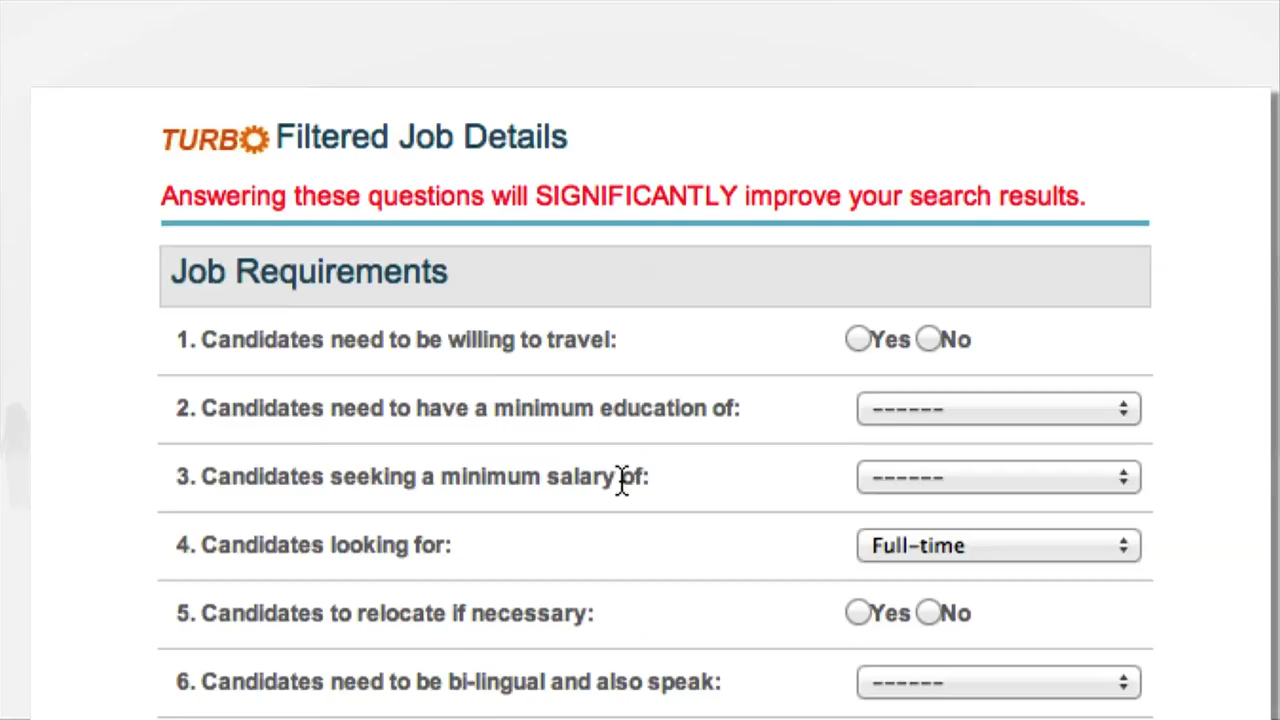 TURBO Filtered Job Details
Answering these questions will SIGNIFICANTLY improve your search results.
Job Requirements
1. Candidates need to be willing to travel: Yes No
2. Candidates need to have a minimum education of: ------
3. Candidates seeking a minimum salary of: ------
4. Candidates looking for: Full-time
5. Candidates to relocate if necessary: Yes No
6. Candidates need to be bi-lingual and also speak: ------